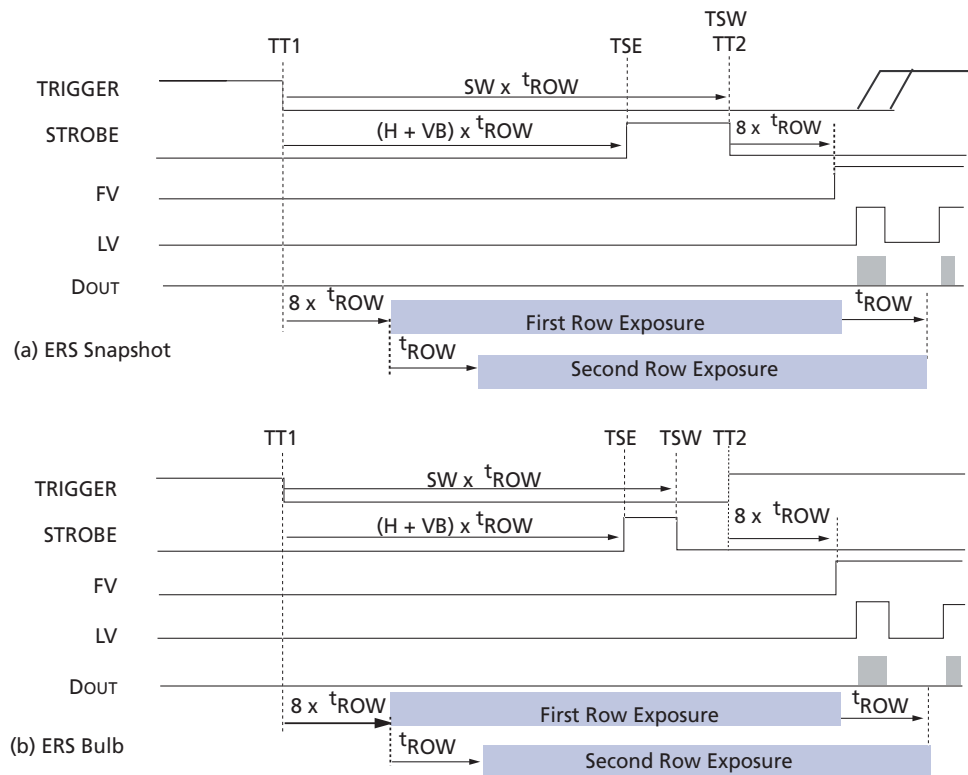 TSW
TT1 TSE TT2
TRIGGER SW x tROW
STROBE (H + VB) x tROW 8 x tROW
FV
LV
DOUT
8 x tROW First Row Exposure tROW
(a) ERS Snapshot
tROW Second Row Exposure
TT1 TSE TSW TT2
TRIGGER SW x tROW
STROBE (H + VB) x tROW 8 x tROW
FV
LV
DOUT
8 x tROW First Row Exposure tROW
(b) ERS Bulb
tROW Second Row Exposure